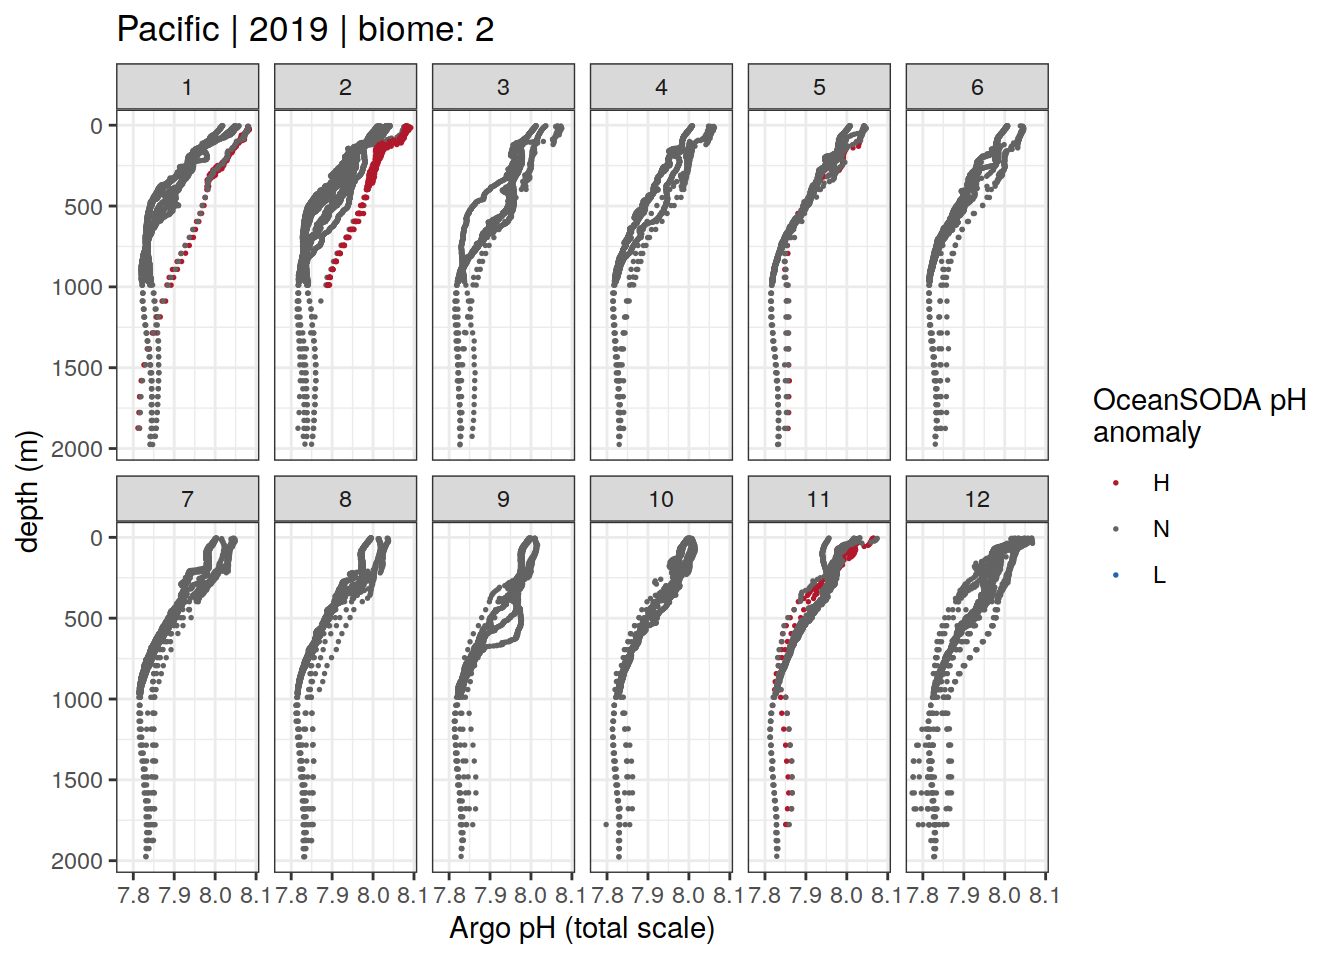 Pacific | 2019 | biome: 2
1 2 3 4 5 6
0
500
1000
1500
2000
7 8 9 10 11 12
0
500
1000
1500
2000
7.8 7.9 8.0 8.1 7.8 7.9 8.0 8.1 7.8 7.9 8.0 8.1 7.8 7.9 8.0 8.1 7.8 7.9 8.0 8.1 7.8 7.9 8.0 8.1
Argo pH (total scale)
depth (m)
OceanSODA pH
anomaly
H
N
L